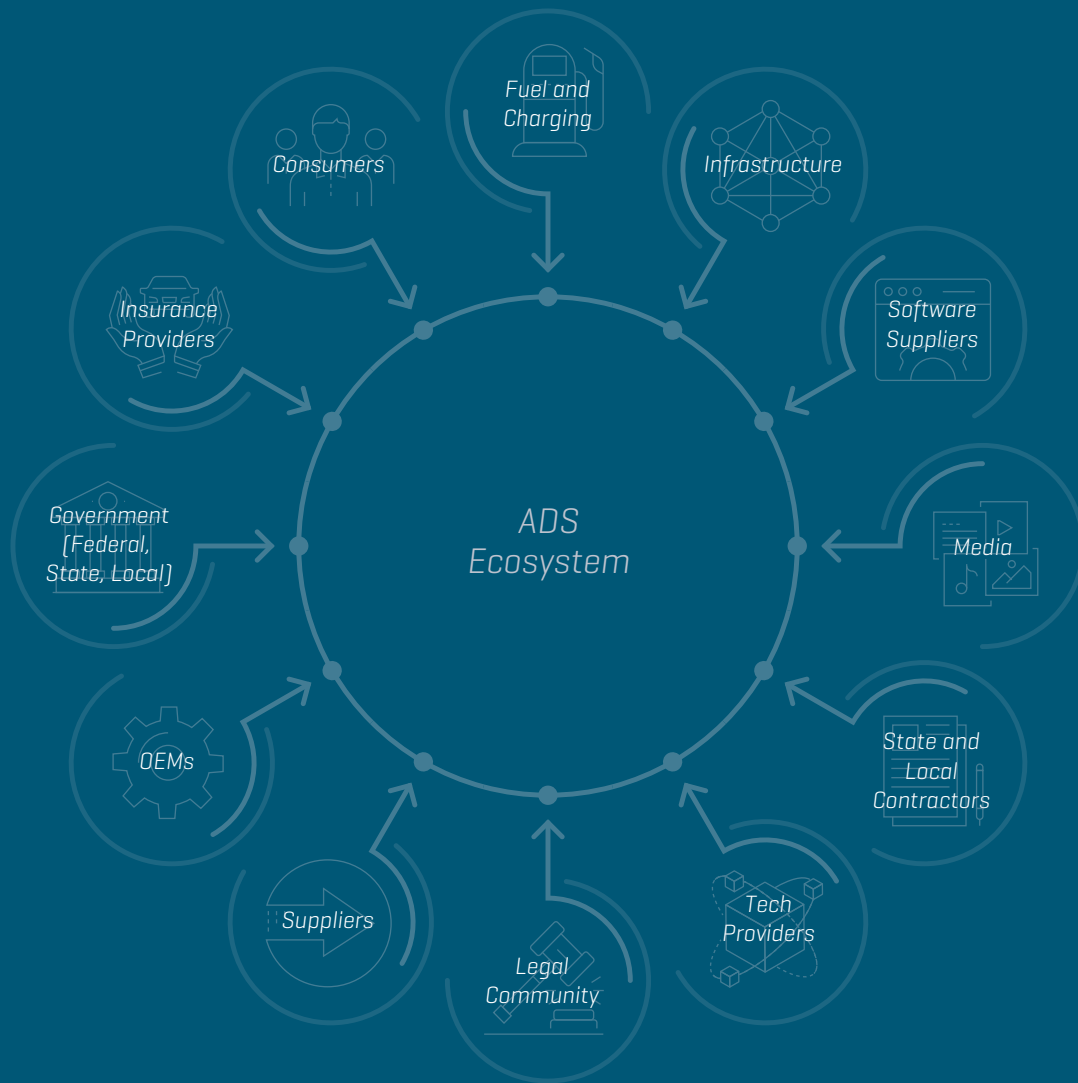 Fuel and
Charging
Infrastructure
Software
Suppliers
Media
State and
Local
Contractors
Tech
Providers
Legal
Community
Suppliers
OEMs
Government
(Federal,
State, Local)
Insurance
Providers
Consumers
ADS
Ecosystem